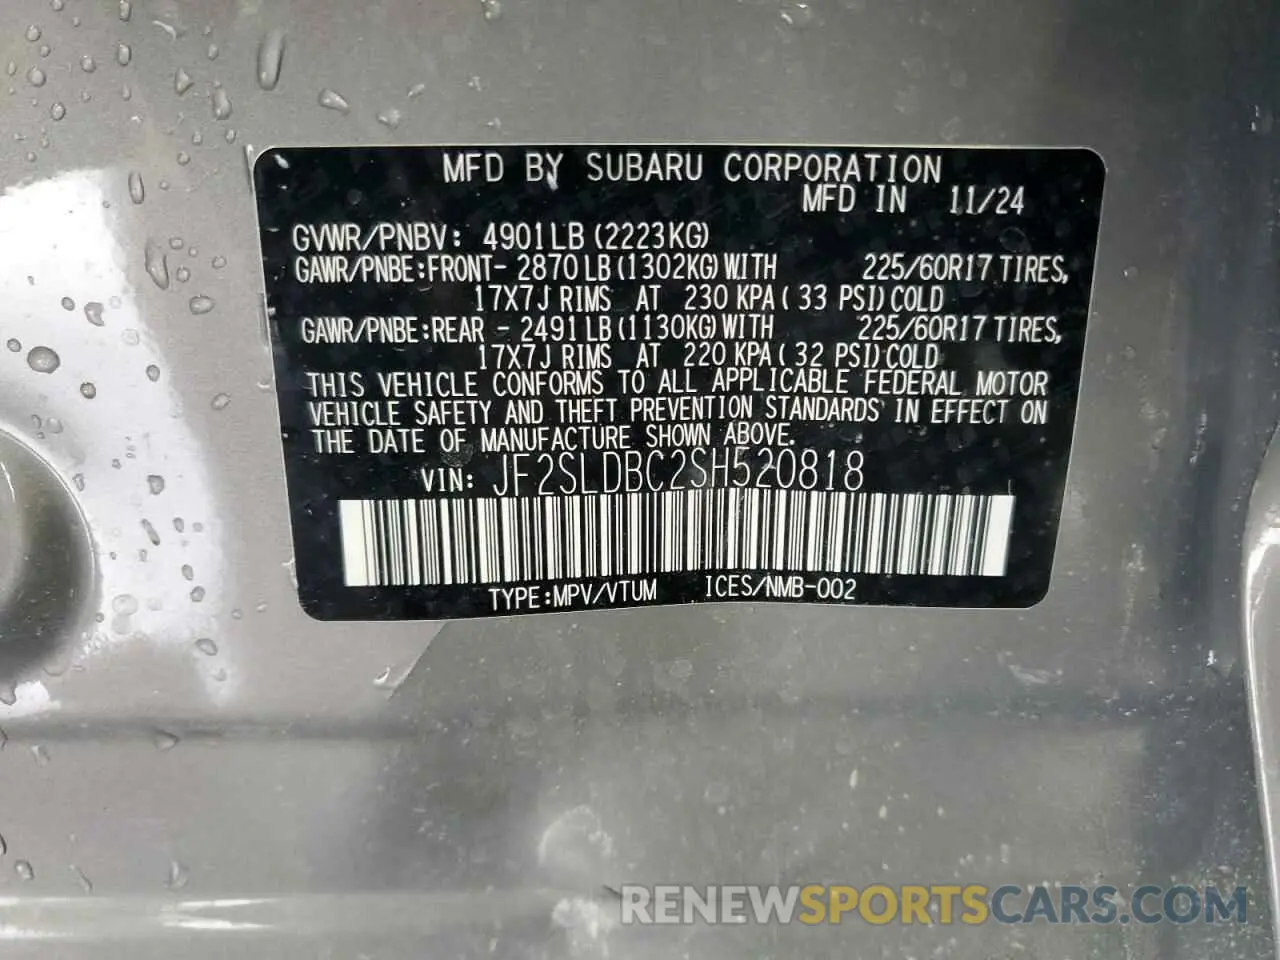 MFD BY SUBARU CORPORATION
MFD IN 11/24
GVWR/PNBV: 4901LB(2223KG)
GAWR/PNBE:FRONT- 2870LB(1302KG)WITH 225/60R17 TIRES,
17X7J RIMS AT 230 KPA( 33 PSI)COLD
GAWR/PNBE:REAR - 2491LB(1130KG)WITH 225/60R17 TIRES,
17X7J RIMS AT 220 KPA( 32 PSI)COLD
THIS VEHICLE CONFORMS TO ALL APPLICABLE FEDERAL MOTOR
VEHICLE SAFETY AND THEFT PREVENTION STANDARDS IN EFFECT ON
THE DATE OF MANUFACTURE SHOWN ABOVE.
VIN: JF2SLDBC2SH520818
TYPE:MPV/VTUM ICES/NMB-002
RENEWSPORTSCARS.COM